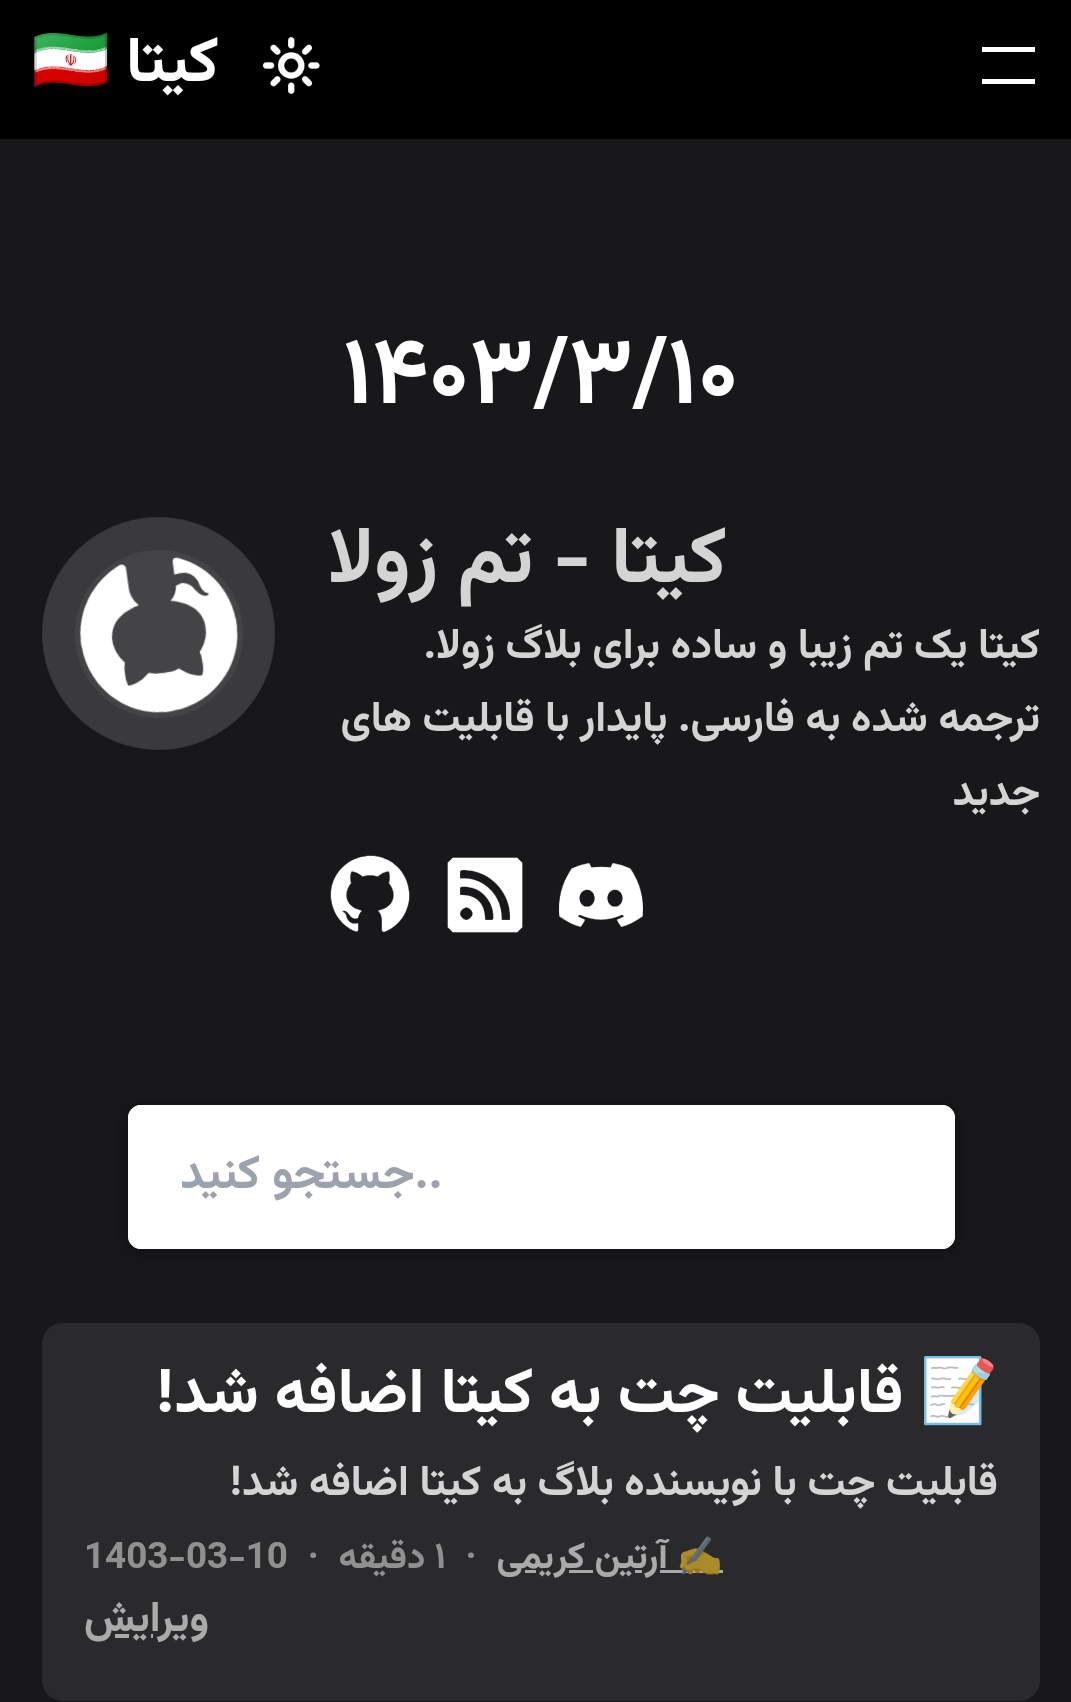 کیتا 🇮🇷
۱۴۰۳/۳/۱۰
کیتا - تم زولا
کیتا یک تم زیبا و ساده برای بلاگ زولا.
ترجمه شده به فارسی. پایدار با قابلیت های
جدید
جستجو کنید..
📝 قابلیت چت به کیتا اضافه شد!
قابلیت چت با نویسنده بلاگ به کیتا اضافه شد!
1403-03-10 · ۱ دقیقه · ✍️ آرتین کریمی
ویرایش